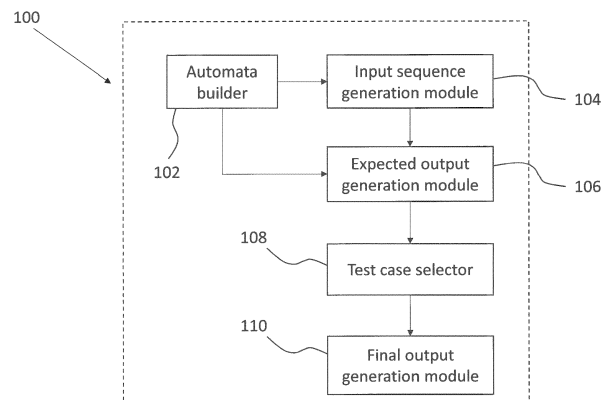 100
Automata
builder
Input sequence
generation module
104
102
Expected output
generation module
106
108
Test case selector
110
Final output
generation module